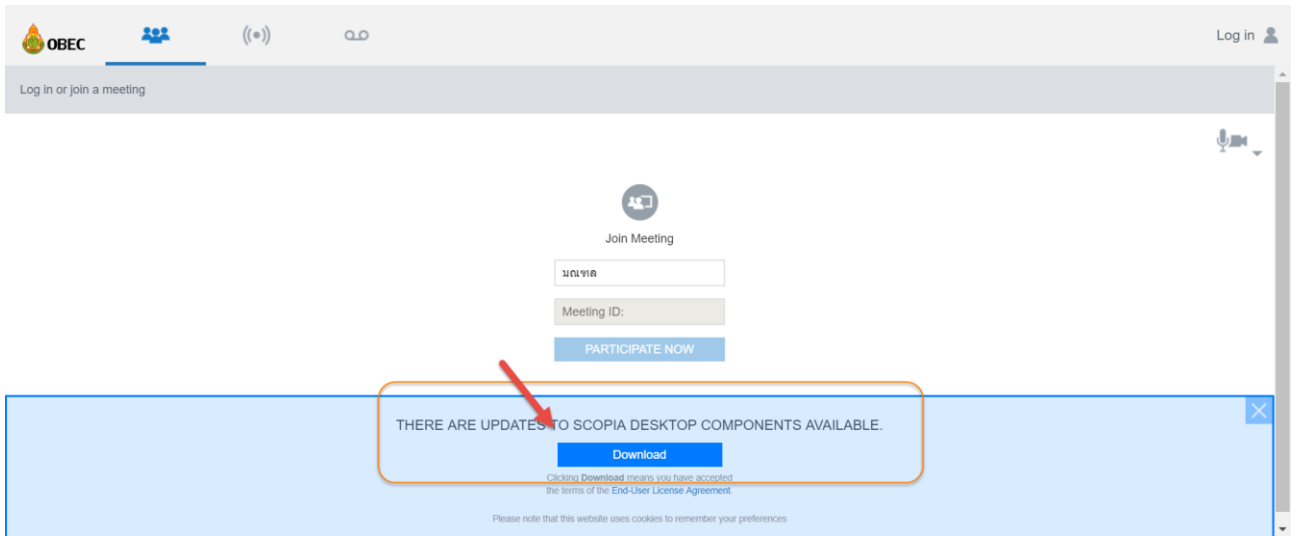 OBEC
Log in
Log in or join a meeting
Join Meeting
มณฑล
Meeting ID:
PARTICIPATE NOW
THERE ARE UPDATES TO SCOPIA DESKTOP COMPONENTS AVAILABLE.
Download
Clicking Download means you have accepted
the terms of the End-User License Agreement.
Please note that this website uses cookies to remember your preferences